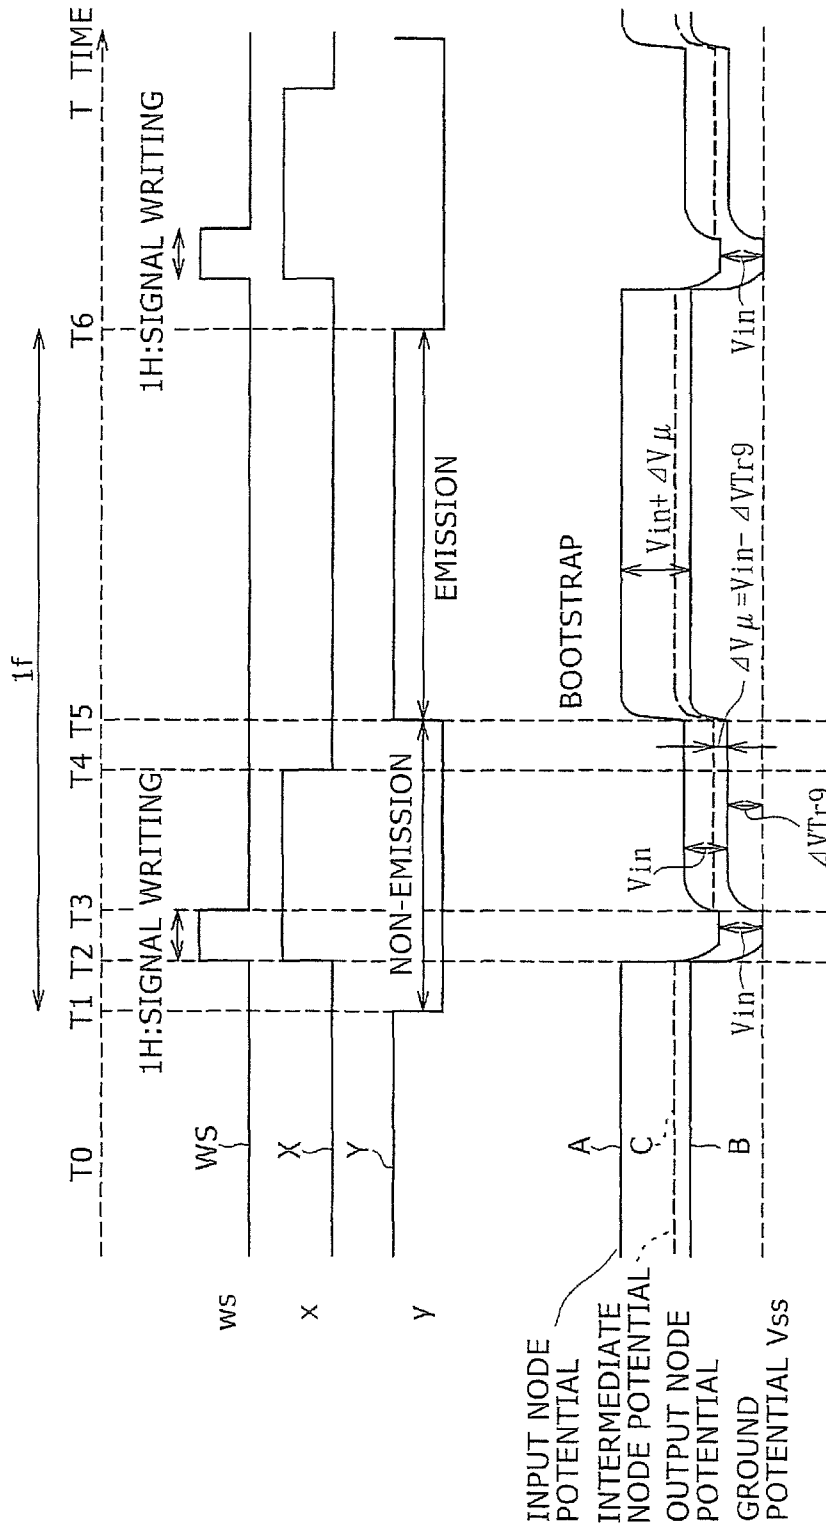 1f
T0 T1 T2 T3 T4 T5 T6 T TIME
1H:SIGNAL WRITING
1H:SIGNAL WRITING
ws
WS
x
X
y
Y
NON-EMISSION
EMISSION
BOOTSTRAP
INPUT NODE
POTENTIAL
A
INTERMEDIATE
NODE POTENTIAL
C
OUTPUT NODE
POTENTIAL
B
GROUND
POTENTIAL Vss
Vin
Vin
Vin+ ΔVμ
ΔVμ=Vin- ΔVTr9
ΔVTr9
Vin